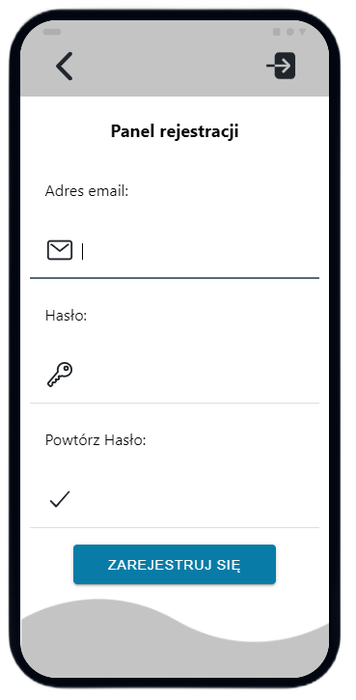 Panel rejestracji
Adres email:
Hasło:
Powtórz Hasło:
ZAREJESTRUJ SIĘ